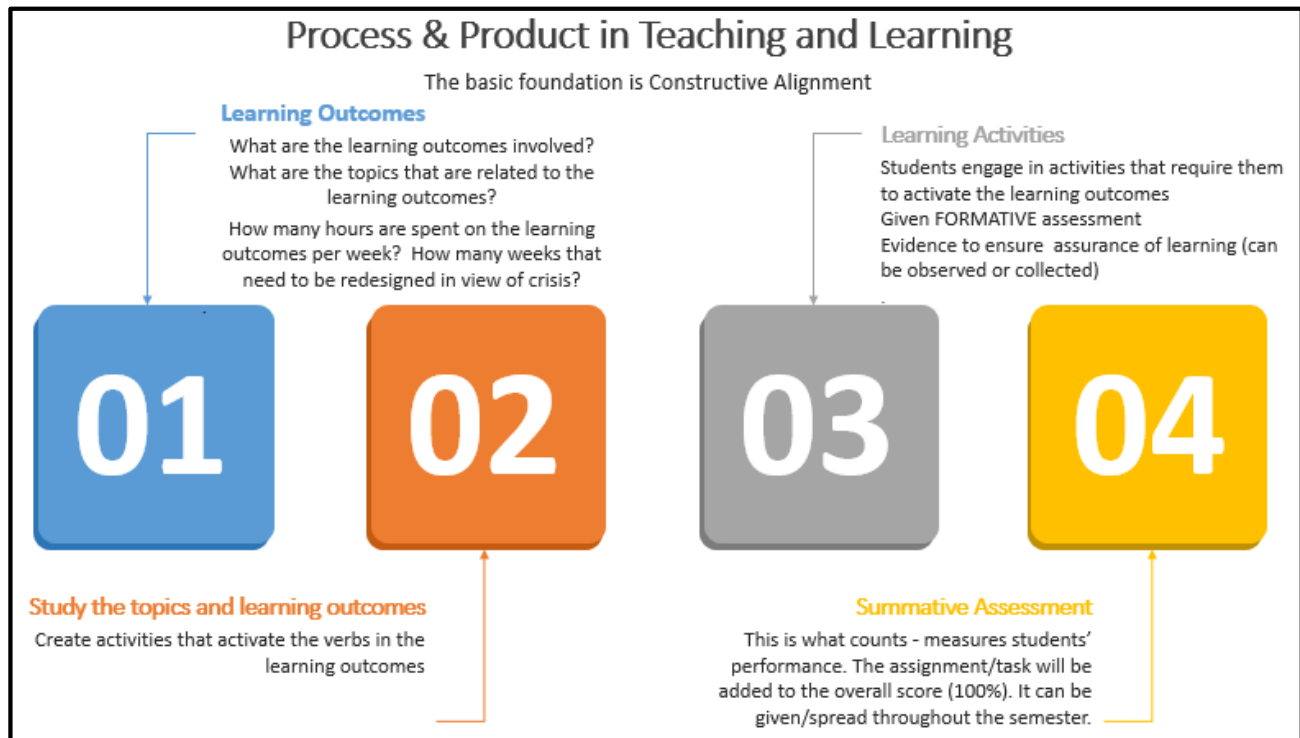 Process & Product in Teaching and Learning
The basic foundation is Constructive Alignment
Learning Outcomes
What are the learning outcomes involved?
What are the topics that are related to the
learning outcomes?
How many hours are spent on the learning
outcomes per week? How many weeks that
need to be redesigned in view of crisis?
Learning Activities
Students engage in activities that require them
to activate the learning outcomes
Given FORMATIVE assessment
Evidence to ensure assurance of learning (can
be observed or collected)
.
01
02
03
04
Study the topics and learning outcomes
Create activities that activate the verbs in the
learning outcomes
Summative Assessment
This is what counts - measures students’
performance. The assignment/task will be
added to the overall score (100%). It can be
given/spread throughout the semester.